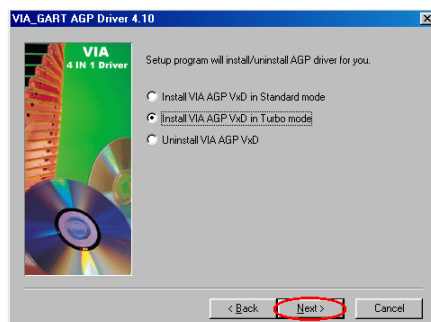 VIA_GART AGP Driver 4.10
VIA
4 IN 1 Driver
Setup program will install/uninstall AGP driver for you.
Install VIA AGP VxD in Standard mode
Install VIA AGP VxD in Turbo mode
Uninstall VIA AGP VxD
< Back
Next >
Cancel